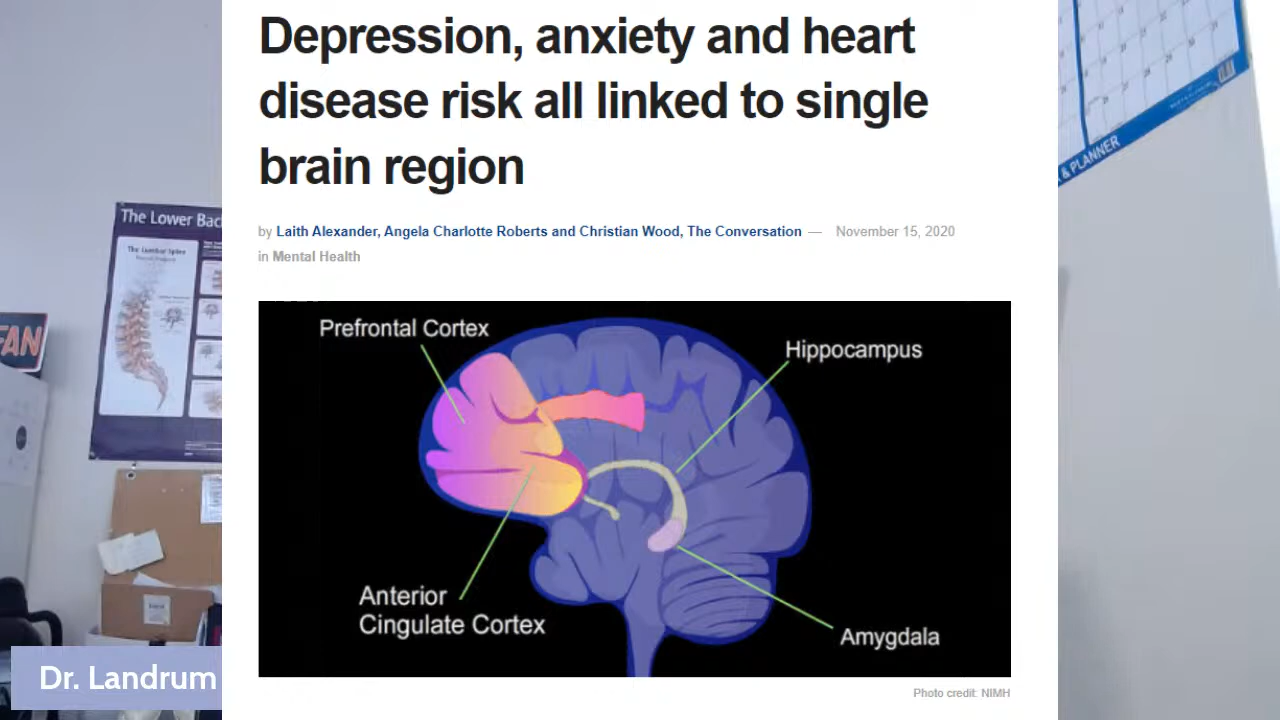 Depression, anxiety and heart
disease risk all linked to single
brain region
by Laith Alexander, Angela Charlotte Roberts and Christian Wood, The Conversation — November 15, 2020
in Mental Health
Prefrontal Cortex
Hippocampus
Anterior
Cingulate Cortex
Amygdala
Photo credit: NIMH
The Lower Bac
The Lumbar Spine
FAN
& PLANNER
Dr. Landrum